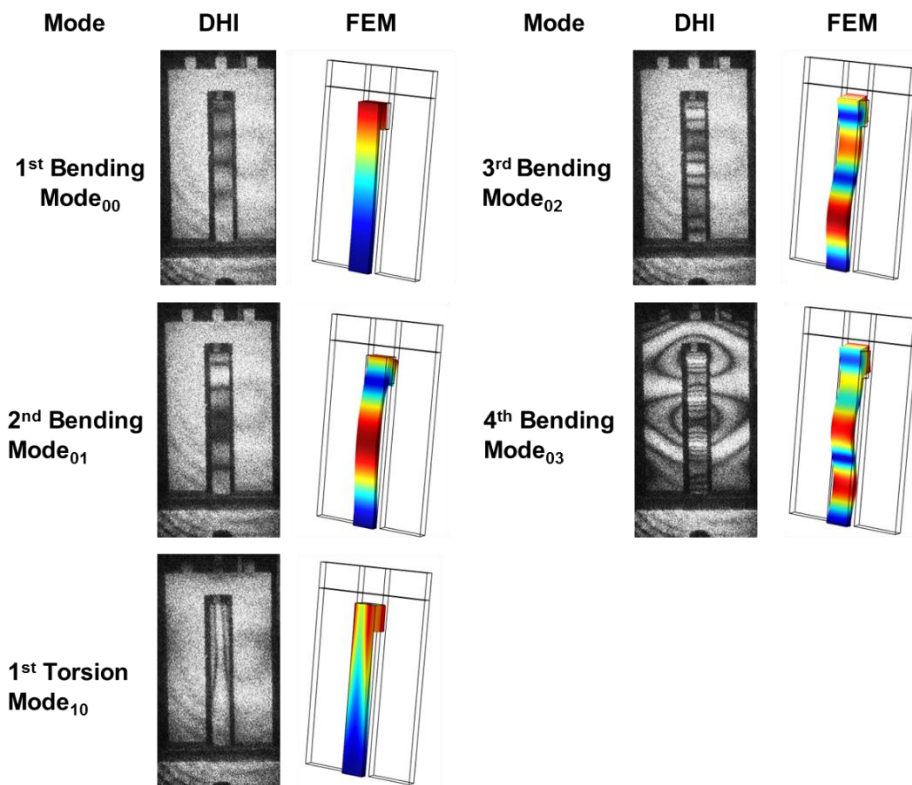 Mode DHI FEM Mode DHI FEM
1st Bending
Mode00
3rd Bending
Mode02
2nd Bending
Mode01
4th Bending
Mode03
1st Torsion
Mode10